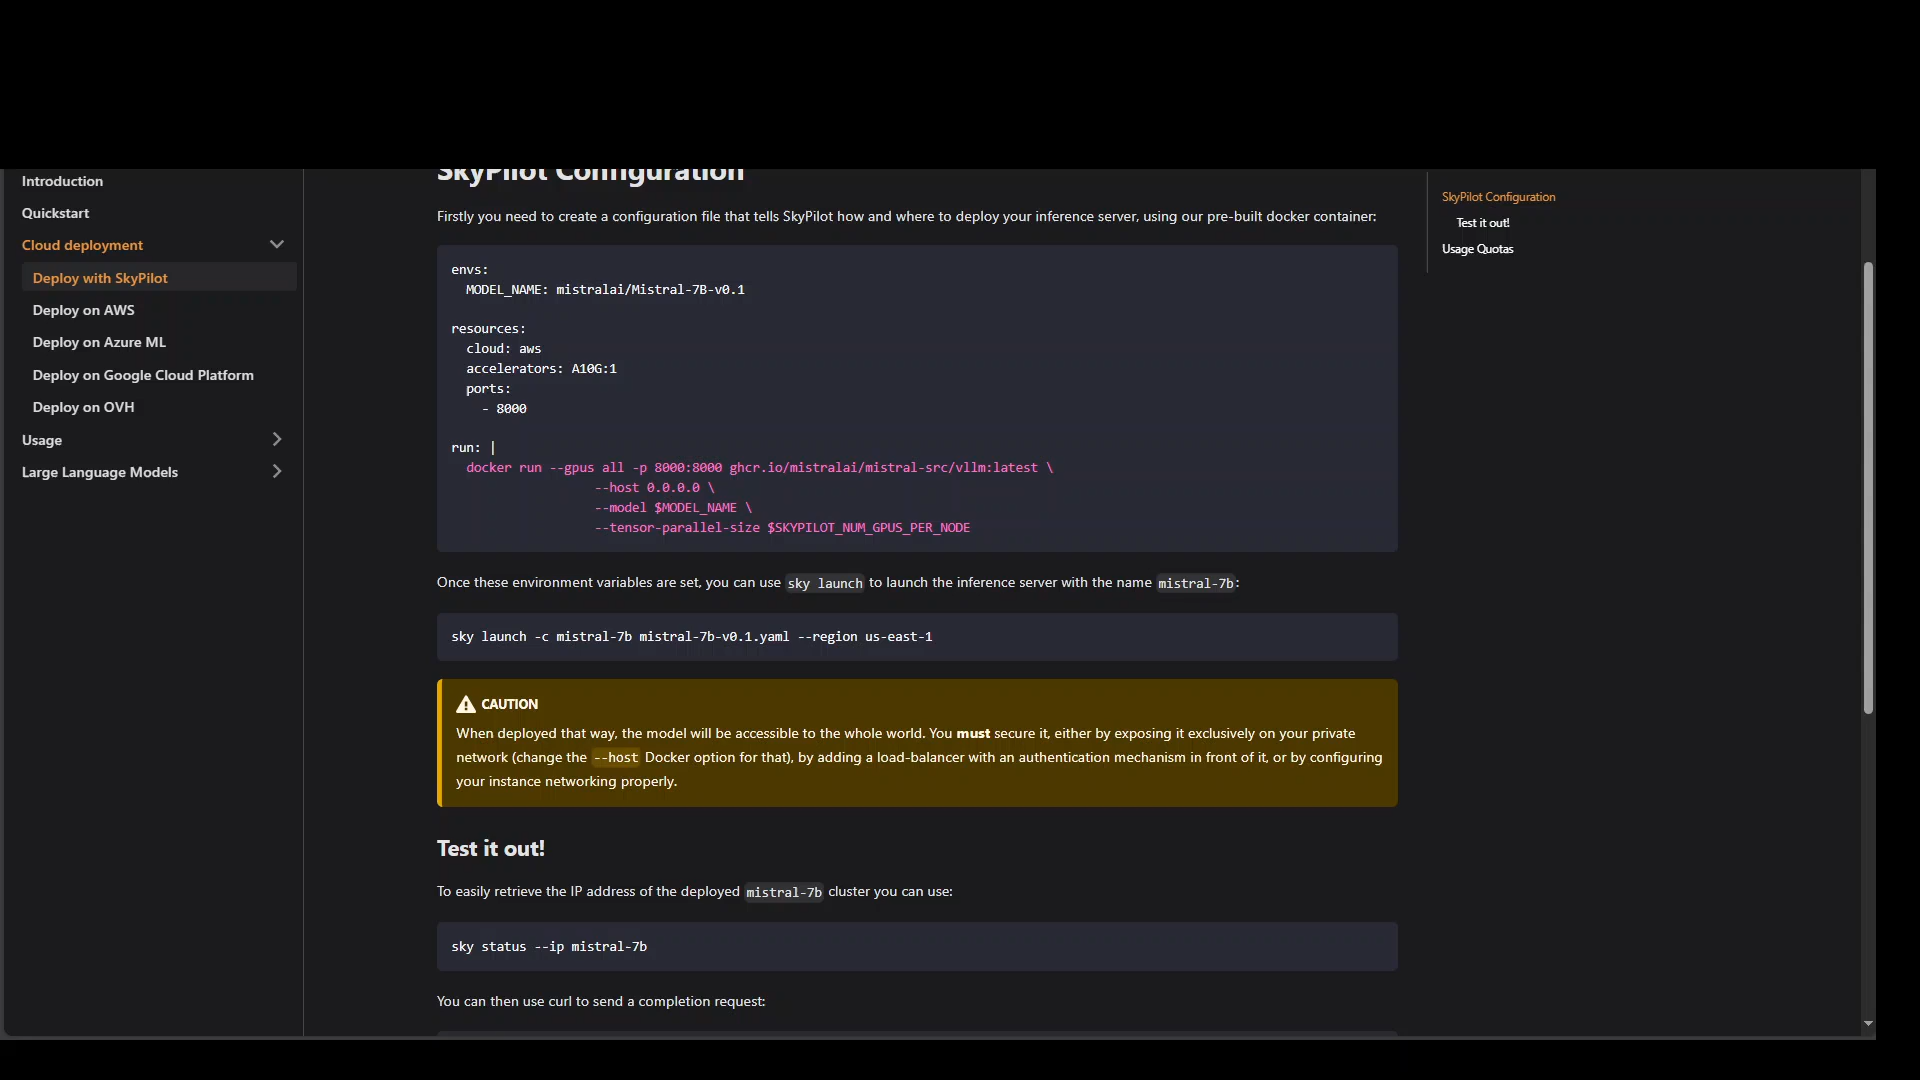 Introduction
Quickstart
Cloud deployment
Deploy with SkyPilot
Deploy on AWS
Deploy on Azure ML
Deploy on Google Cloud Platform
Deploy on OVH
Usage
Large Language Models
SkyPilot Configuration
Firstly you need to create a configuration file that tells SkyPilot how and where to deploy your inference server, using our pre-built docker container:
envs:
  MODEL_NAME: mistralai/Mistral-7B-v0.1
resources:
  cloud: aws
  accelerators: A10G:1
  ports:
    - 8000
run: |
  docker run --gpus all -p 8000:8000 ghcr.io/mistralai/mistral-src/vllm:latest \
                   --host 0.0.0.0 \
                   --model $MODEL_NAME \
                   --tensor-parallel-size $SKYPILOT_NUM_GPUS_PER_NODE
Once these environment variables are set, you can use sky launch to launch the inference server with the name mistral-7b:
sky launch -c mistral-7b mistral-7b-v0.1.yaml --region us-east-1
CAUTION
When deployed that way, the model will be accessible to the whole world. You must secure it, either by exposing it exclusively on your private
network (change the --host Docker option for that), by adding a load-balancer with an authentication mechanism in front of it, or by configuring
your instance networking properly.
Test it out!
To easily retrieve the IP address of the deployed mistral-7b cluster you can use:
sky status --ip mistral-7b
You can then use curl to send a completion request:
SkyPilot Configuration
Test it out!
Usage Quotas